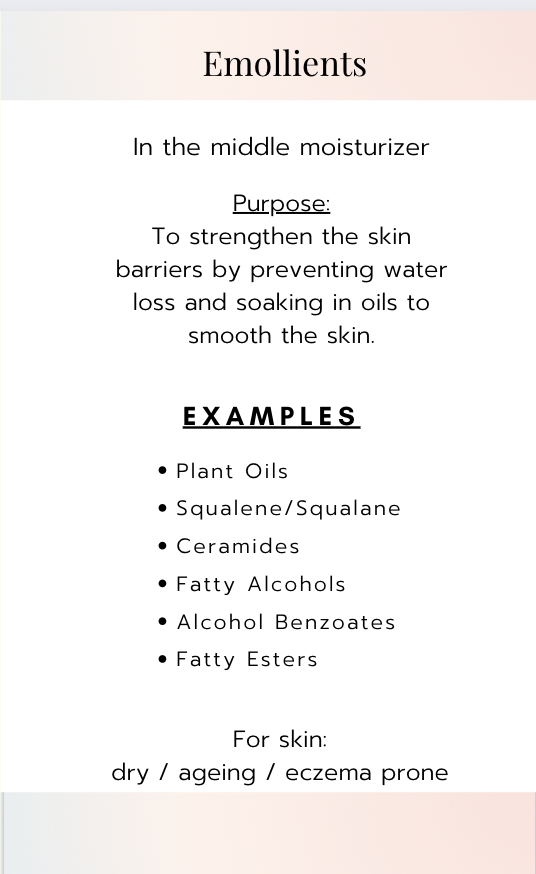 Emollients
In the middle moisturizer
Purpose:
To strengthen the skin
barriers by preventing water
loss and soaking in oils to
smooth the skin.
EXAMPLES
• Plant Oils
• Squalene/Squalane
• Ceramides
• Fatty Alcohols
• Alcohol Benzoates
• Fatty Esters
For skin:
dry / ageing / eczema prone